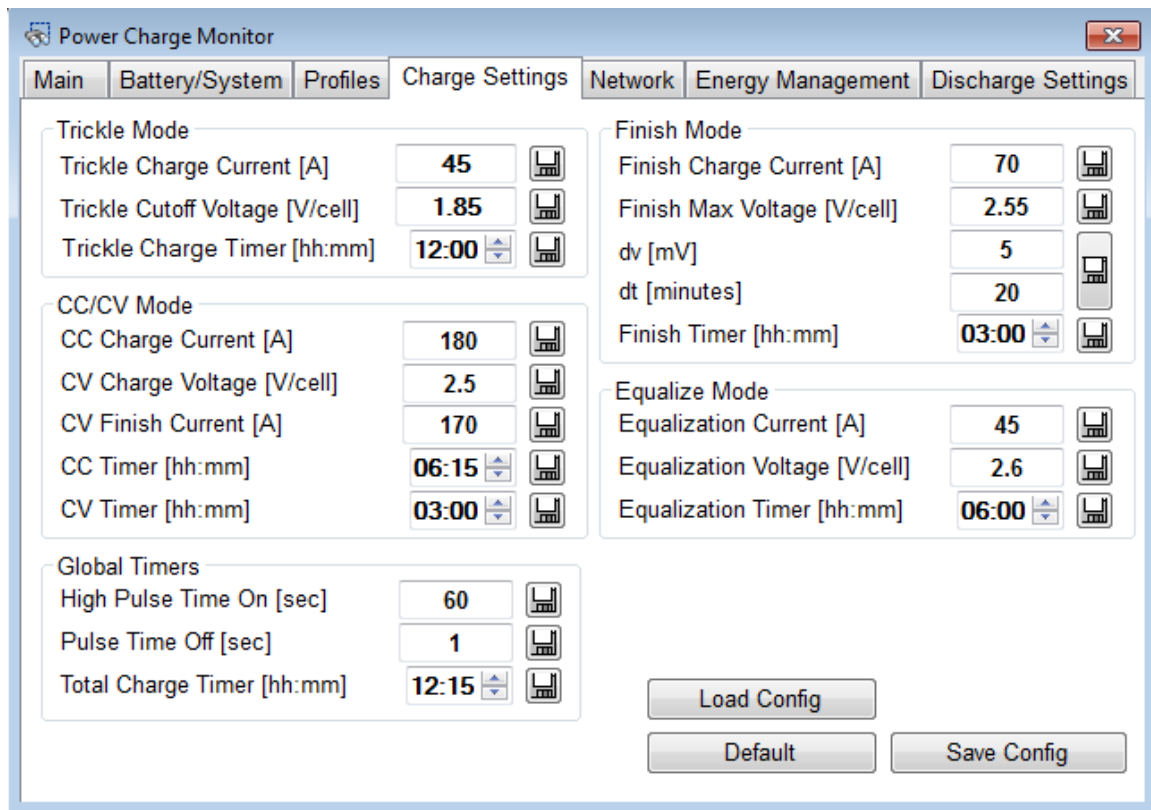 Power Charge Monitor
Main Battery/System Profiles Charge Settings Network Energy Management Discharge Settings
Trickle Mode
Trickle Charge Current [A] 45
Trickle Cutoff Voltage [V/cell] 1.85
Trickle Charge Timer [hh:mm] 12:00
CC/CV Mode
CC Charge Current [A] 180
CV Charge Voltage [V/cell] 2.5
CV Finish Current [A] 170
CC Timer [hh:mm] 06:15
CV Timer [hh:mm] 03:00
Global Timers
High Pulse Time On [sec] 60
Pulse Time Off [sec] 1
Total Charge Timer [hh:mm] 12:15
Finish Mode
Finish Charge Current [A] 70
Finish Max Voltage [V/cell] 2.55
dv [mV] 5
dt [minutes] 20
Finish Timer [hh:mm] 03:00
Equalize Mode
Equalization Current [A] 45
Equalization Voltage [V/cell] 2.6
Equalization Timer [hh:mm] 06:00
Load Config
Default Save Config